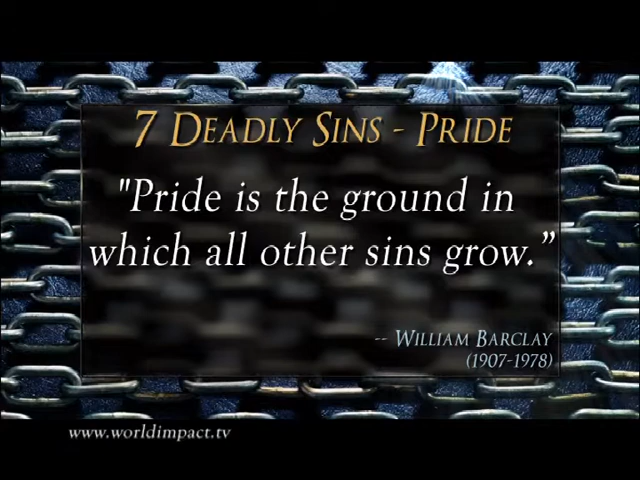 7 DEADLY SINS - PRIDE
"Pride is the ground in
which all other sins grow.”
-- WILLIAM BARCLAY
(1907-1978)
www.worldimpact.tv